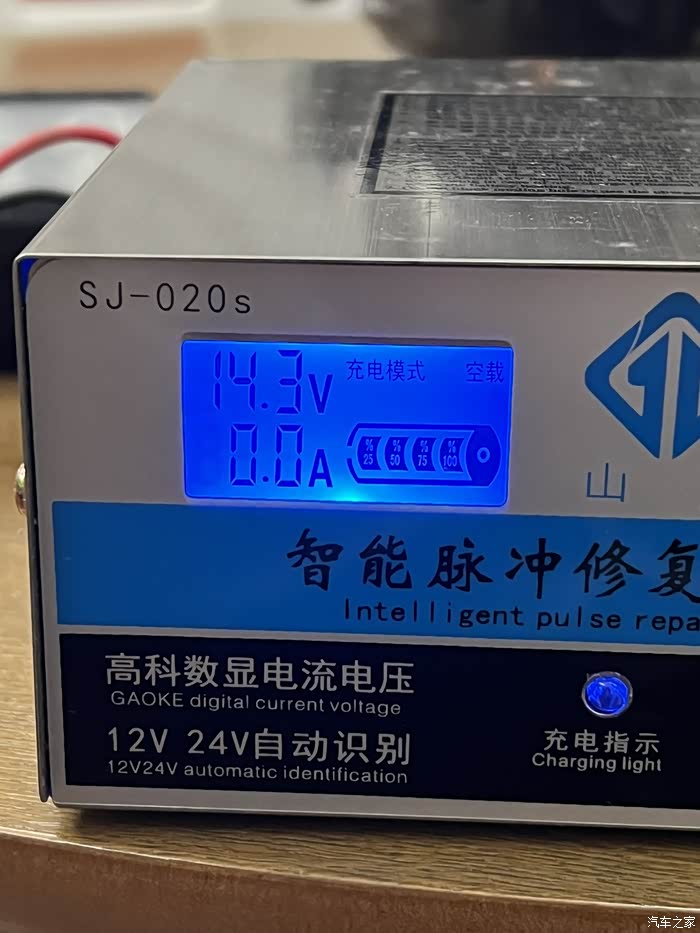 SJ-020s
14.3V 充电模式 空载
0.0A % 25 % 50 % 75 % 100
山
智能脉冲修复
Intelligent pulse repa
高科数显电流电压
GAOKE digital current voltage
12V 24V自动识别
12V24V automatic identification
充电指示
Charging light
汽车之家